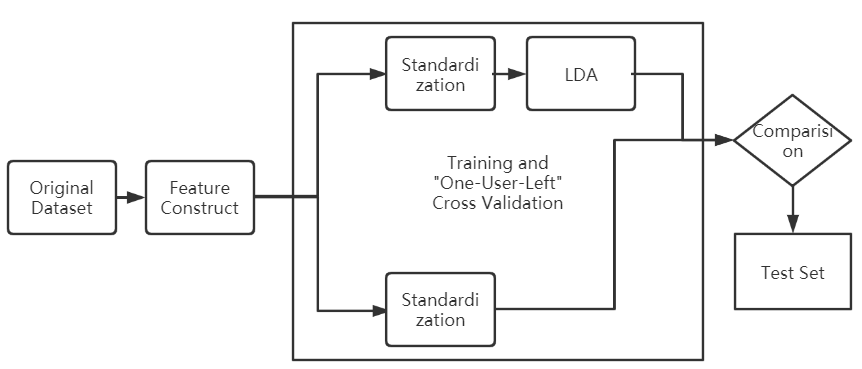 Original
Dataset
Feature
Construct
Standardi
zation
LDA
Training and
"One-User-Left"
Cross Validation
Standardi
zation
Comparisi
on
Test Set